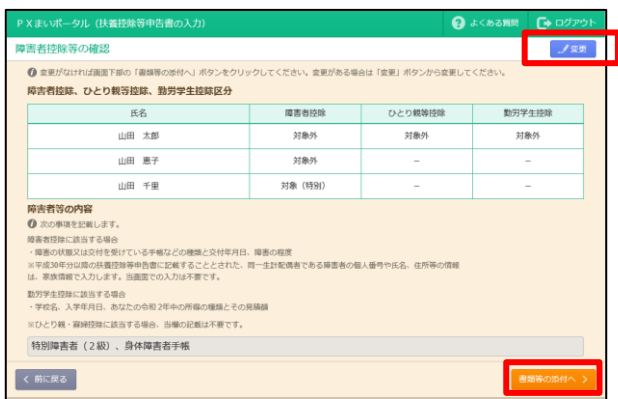 PXまいポータル（扶養控除等申告書の入力）
よくある質問
ログアウト
障害者控除等の確認
変更
変更がなければ画面下部の「書類等の添付へ」ボタンをクリックしてください。変更がある場合は「変更」ボタンから変更してください。
障害者控除、ひとり親等控除、勤労学生控除区分
氏名 障害者控除 ひとり親等控除 勤労学生控除
山田 太郎 対象外 対象外 対象外
山田 恵子 対象外 － －
山田 千里 対象（特別） － －
障害者等の内容
次の事項を記載します。
障害者控除に該当する場合
・障害の状態又は交付を受けている手帳などの種類と交付年月日、障害の程度
※平成30年分以降の扶養控除等申告書に記載することとされた、同一生計配偶者である障害者の個人番号や氏名、住所等の情報
は、家族情報で入力します。当画面での入力は不要です。
勤労学生控除に該当する場合
・学校名、入学年月日、あなたの令和2年中の所得の種類とその見積額
※ひとり親・寡婦控除に該当する場合、当欄の記載は不要です。
特別障害者（２級）、身体障害者手帳
前に戻る
書類等の添付へ